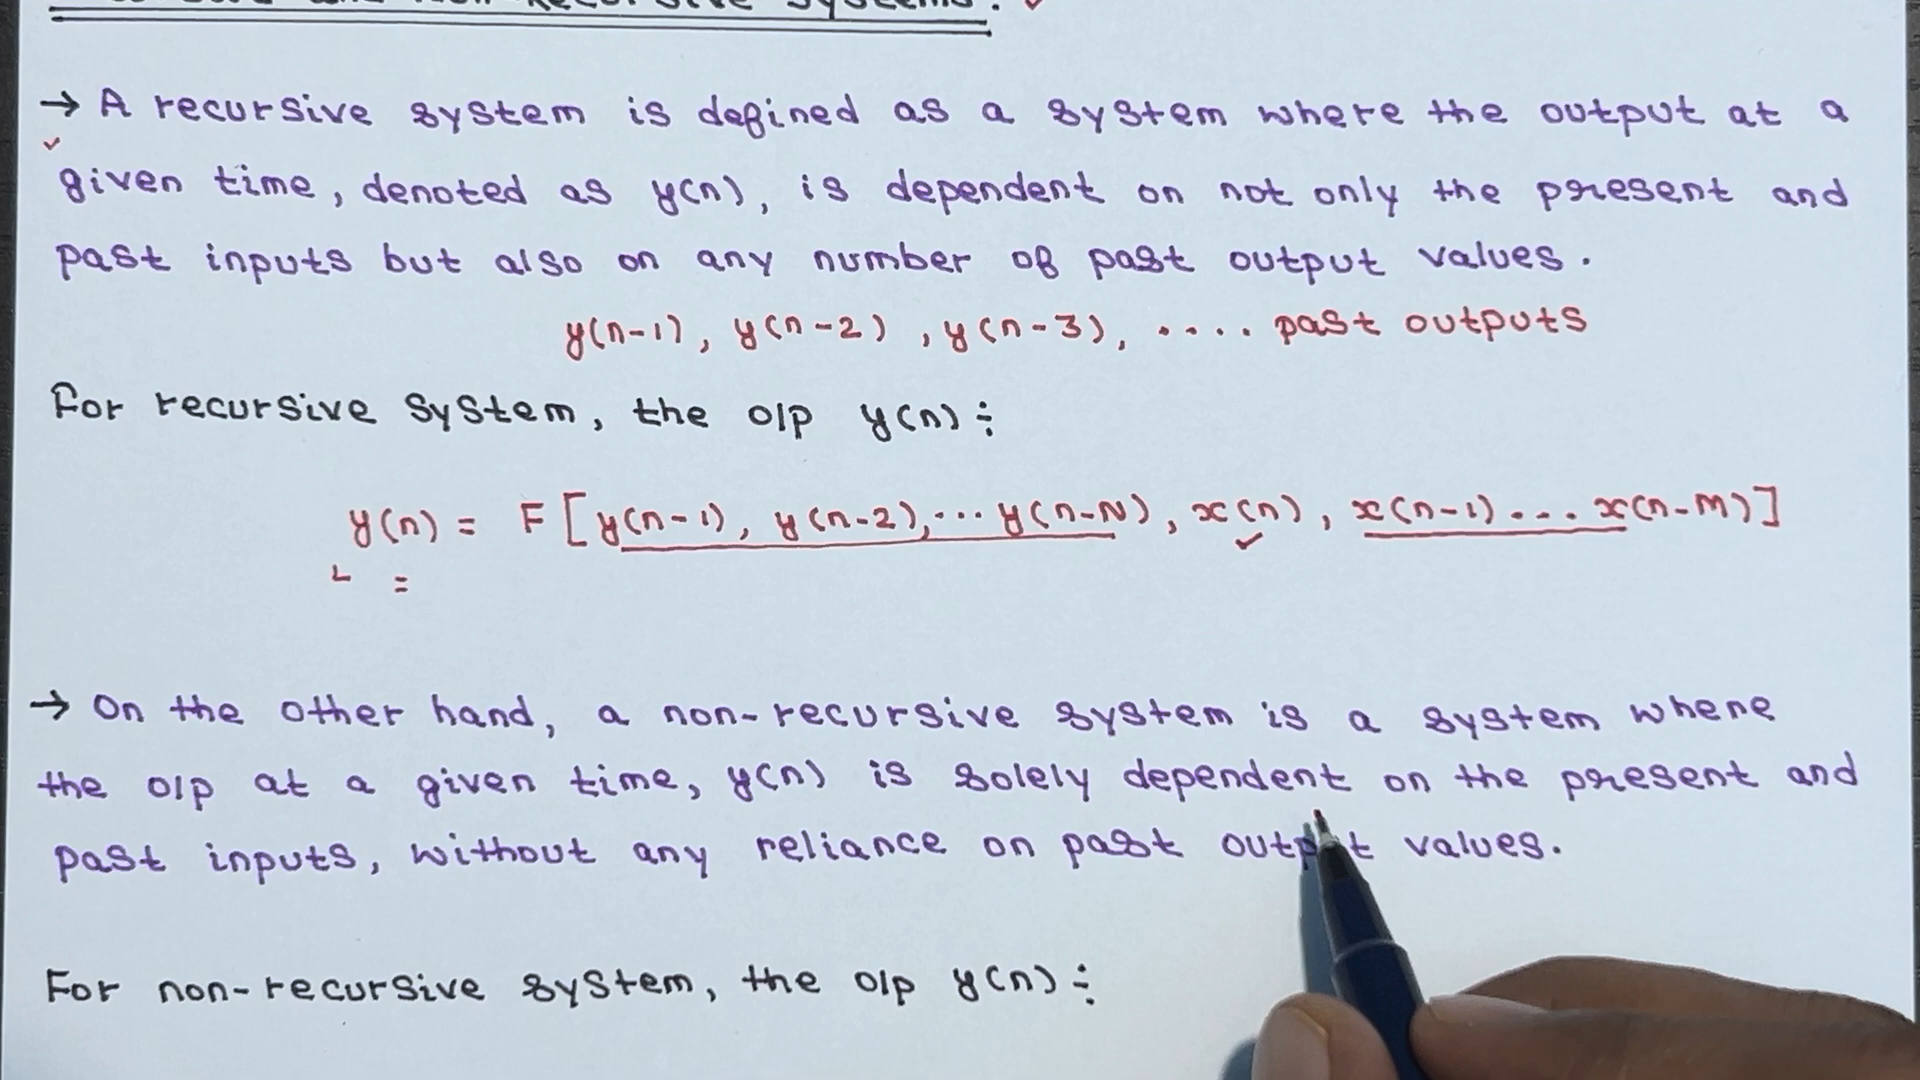 Recursive Systems.
→ A recursive system is defined as a system where the output at a
given time, denoted as y(n), is dependent on not only the present and
past inputs but also on any number of past output values.
y(n-1), y(n-2), y(n-3), .... past outputs
For recursive system, the o/p y(n) ÷
y(n) = F [y(n-1), y(n-2),... y(n-N), x(n), x(n-1)... x(n-M)]
=
→ On the other hand, a non-recursive system is a system where
the o/p at a given time, y(n) is solely dependent on the present and
past inputs, without any reliance on past output values.
For non-recursive system, the o/p y(n) ÷